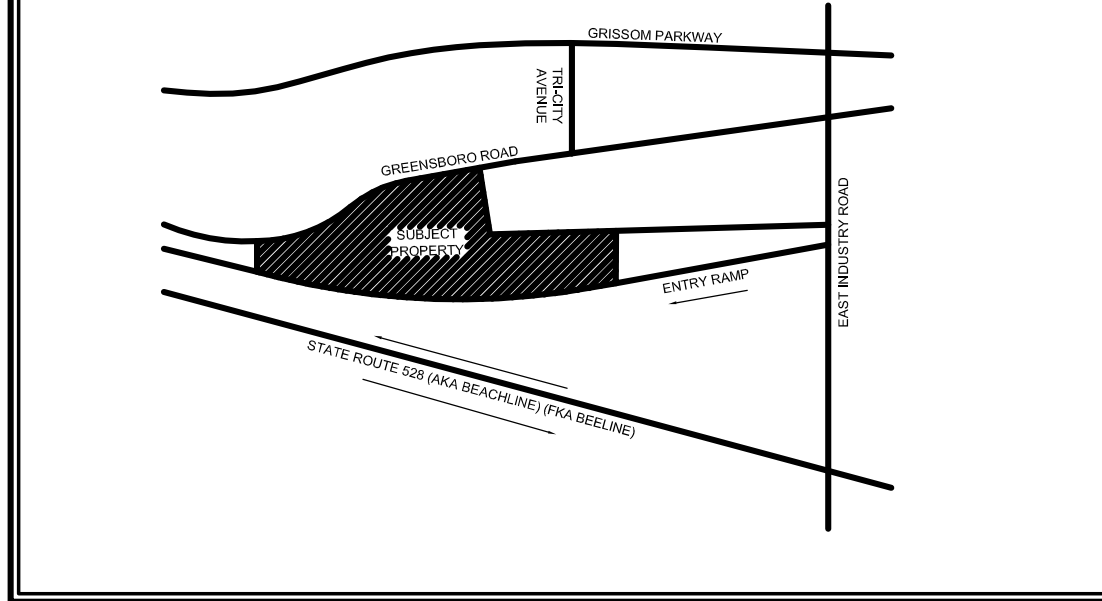 GRISSOM PARKWAY
TRI-CITY
AVENUE
GREENSBORO ROAD
SUBJECT
PROPERTY
EAST INDUSTRY ROAD
ENTRY RAMP
STATE ROUTE 528 (AKA BEACHLINE) (FKA BEELINE)